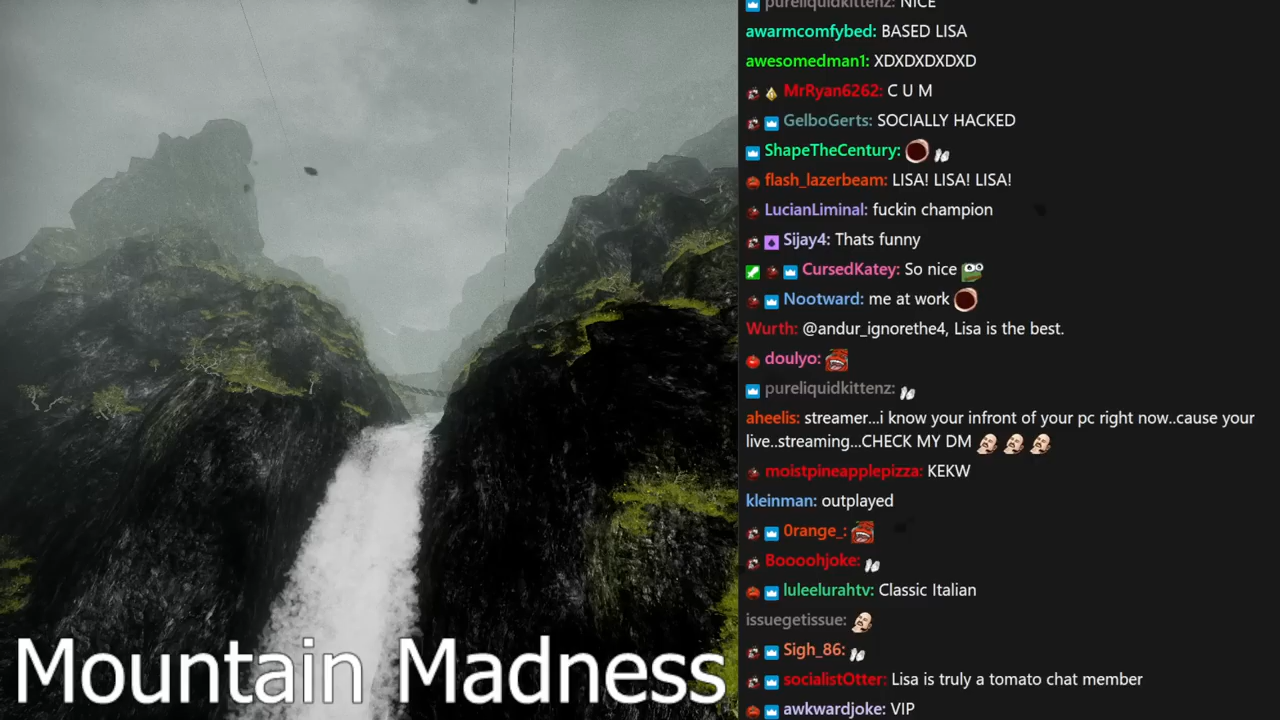 pureliquidkittenz: NICE
awarmcomfybed: BASED LISA
awesomedman1: XDXDXDXDXD
MrRyan6262: C U M
GelboGerts: SOCIALLY HACKED
ShapeTheCentury:
flash_lazerbeam: LISA! LISA! LISA!
LucianLiminal: fuckin champion
Sijay4: Thats funny
CursedKatey: So nice
Nootward: me at work
Wurth: @andur_ignorethe4, Lisa is the best.
doulyo:
pureliquidkittenz:
aheelis: streamer...i know your infront of your pc right now..cause your
live..streaming...CHECK MY DM
moistpineapplepizza: KEKW
kleinman: outplayed
0range_:
Boooohjoke:
luleelurahtv: Classic Italian
issuegetissue:
Sigh_86:
socialistOtter: Lisa is truly a tomato chat member
awkwardjoke: VIP
Mountain Madness